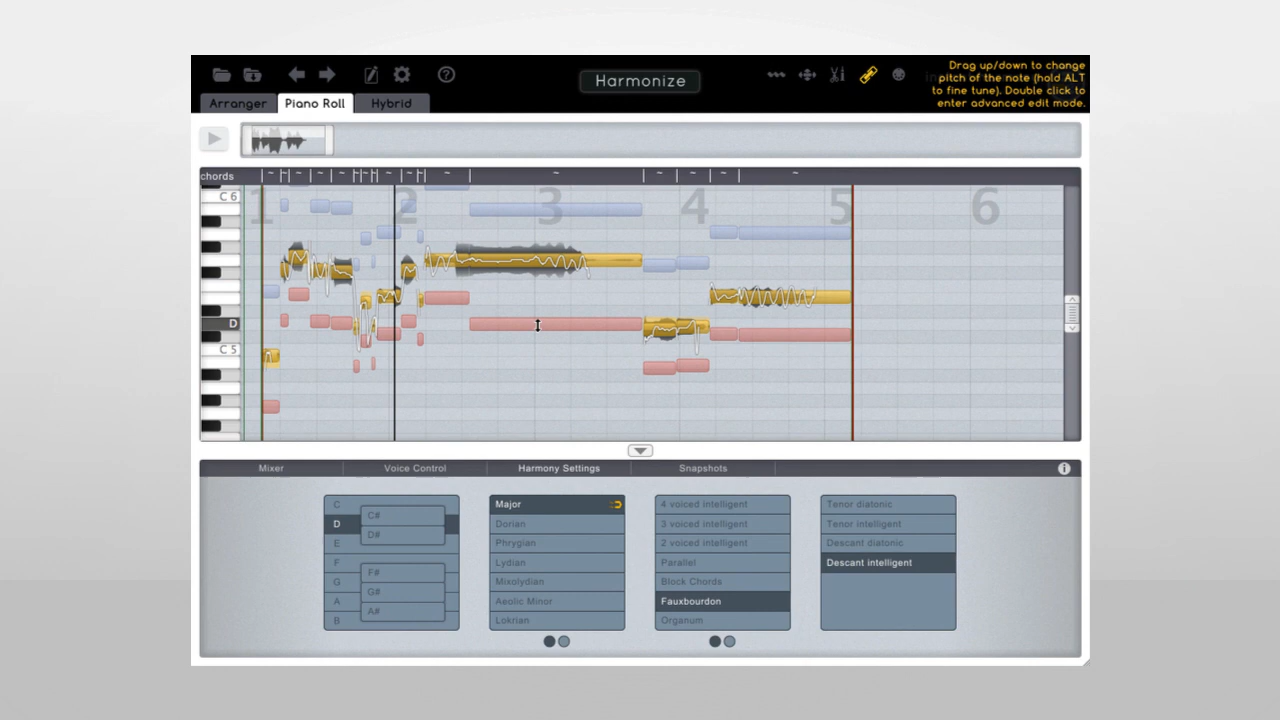 Harmonize
Drag up/down to change
pitch of the note (hold ALT
to fine tune). Double click to
enter advanced edit mode.
Arranger
Piano Roll
Hybrid
chords
1 2 3 4 5 6
C 6
D
C 5
Mixer
Voice Control
Harmony Settings
Snapshots
C
C#
D
D#
E
F
F#
G
G#
A
A#
B
Major
Dorian
Phrygian
Lydian
Mixolydian
Aeolic Minor
Lokrian
4 voiced intelligent
3 voiced intelligent
2 voiced intelligent
Parallel
Block Chords
Fauxbourdon
Organum
Tenor diatonic
Tenor intelligent
Descant diatonic
Descant intelligent